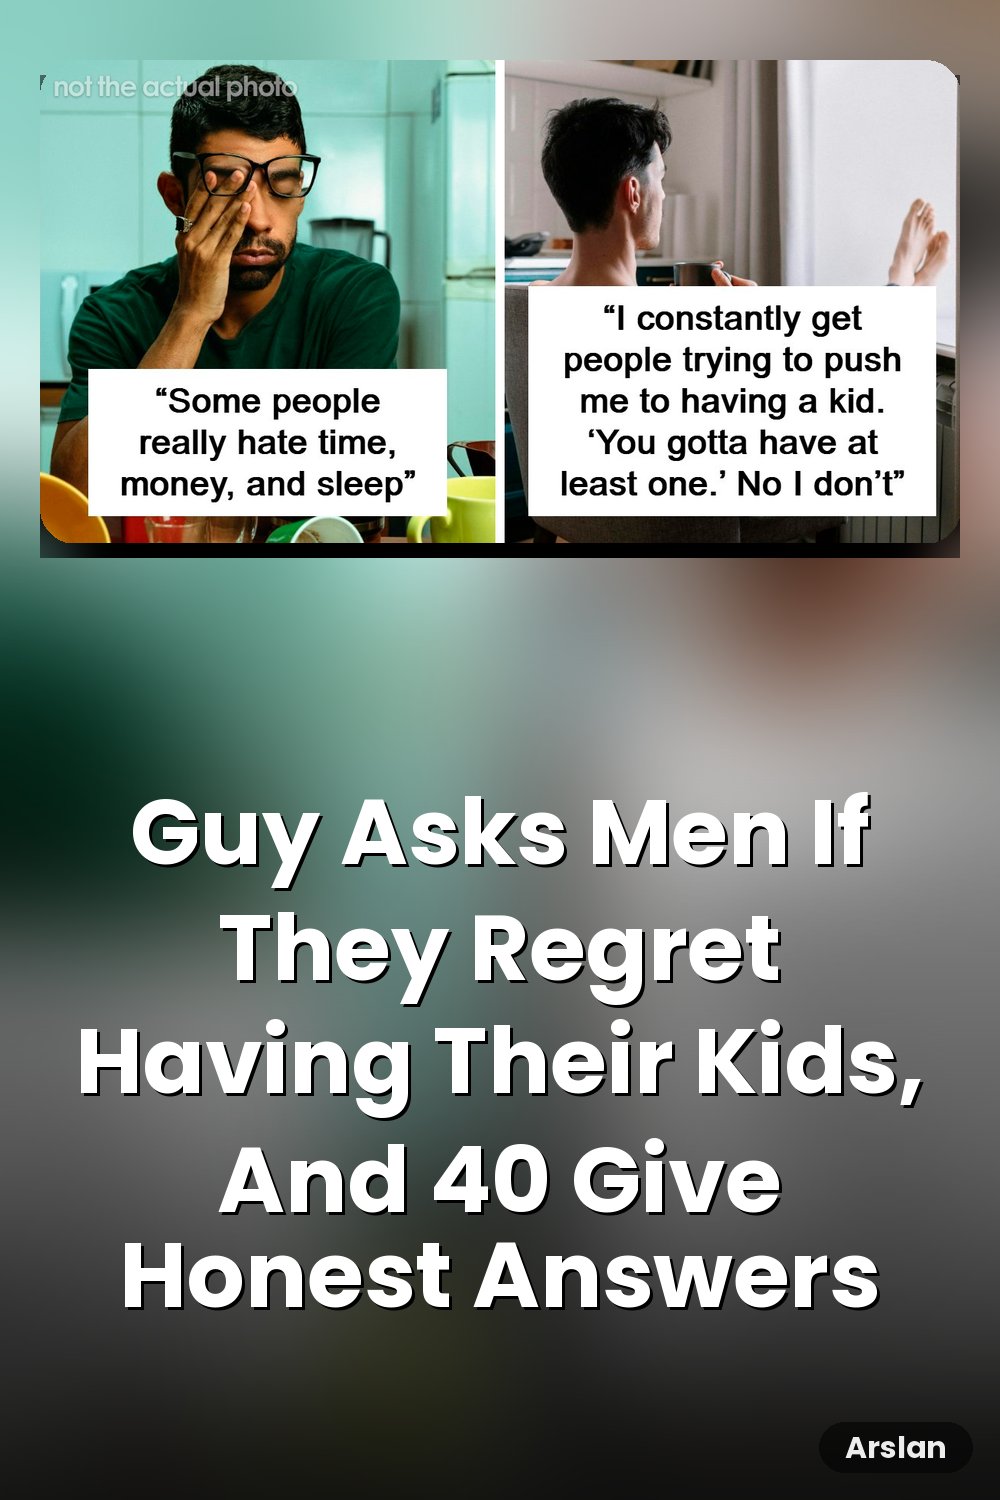 not the actual photo
“Some people
really hate time,
money, and sleep”
“I constantly get
people trying to push
me to having a kid.
‘You gotta have at
least one.’ No I don’t”
Guy Asks Men If
They Regret
Having Their Kids,
And 40 Give
Honest Answers
Arslan